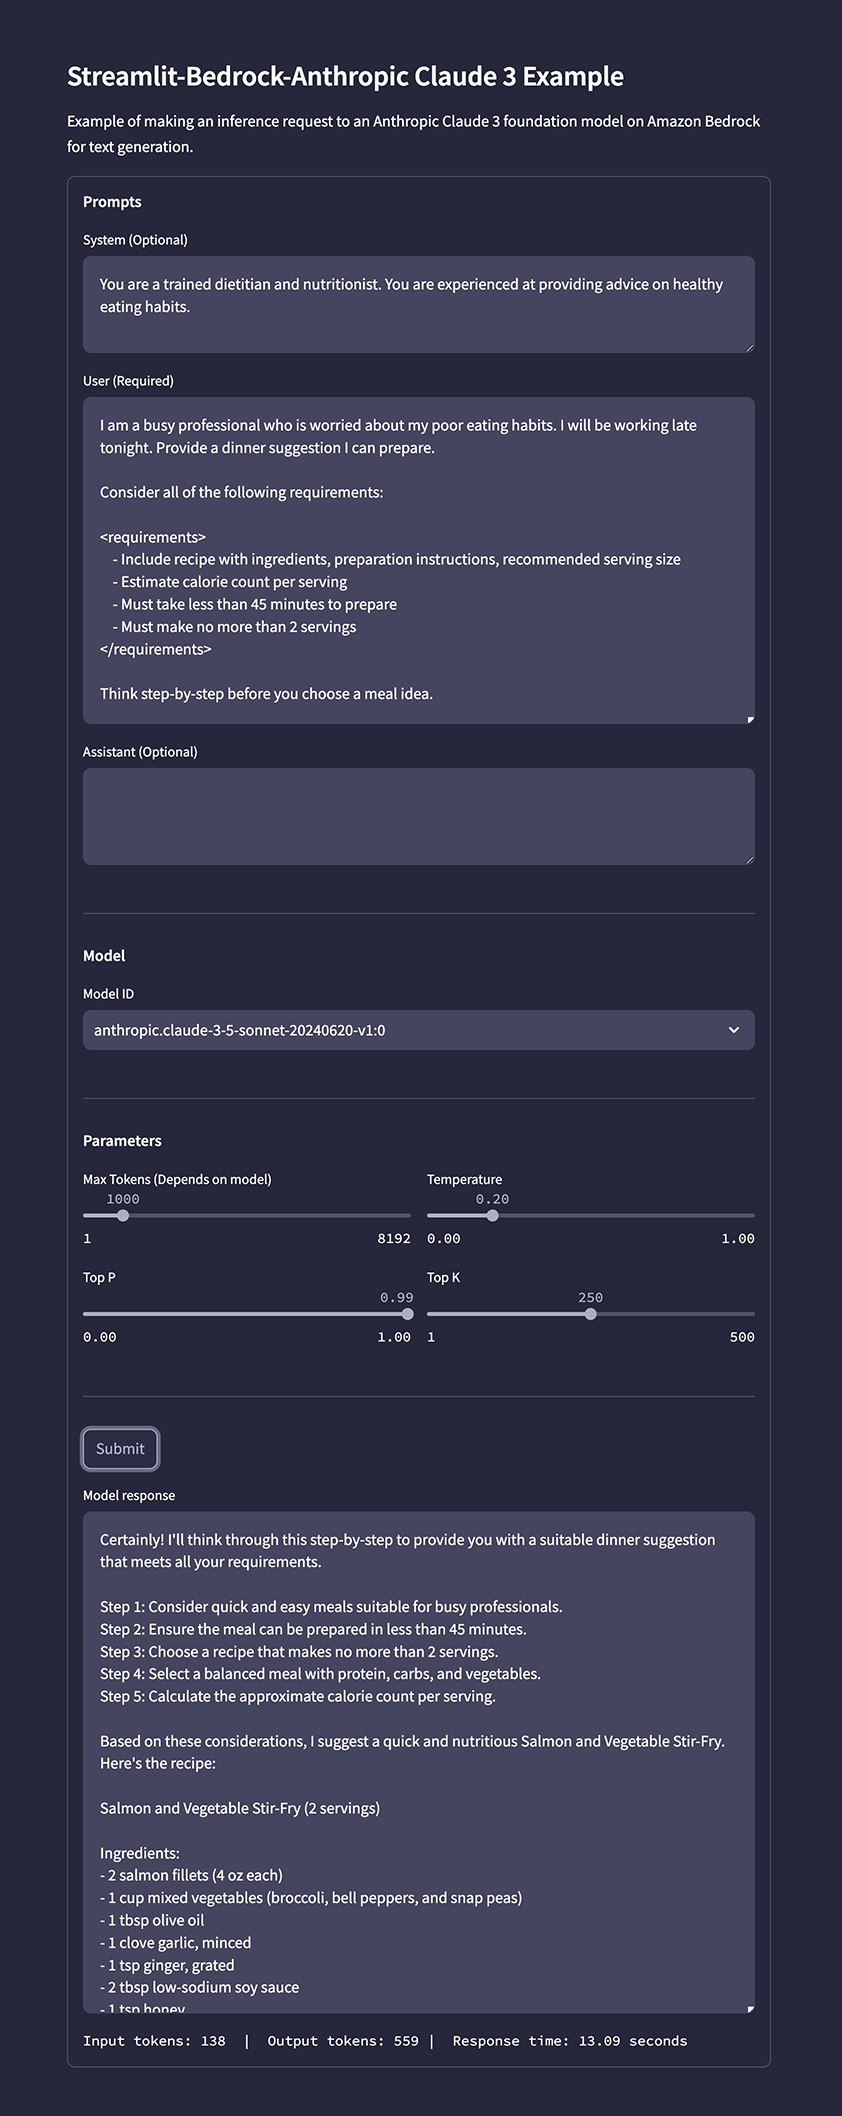 Streamlit-Bedrock-Anthropic Claude 3 Example
Example of making an inference request to an Anthropic Claude 3 foundation model on Amazon Bedrock
for text generation.
Prompts
System (Optional)
You are a trained dietitian and nutritionist. You are experienced at providing advice on healthy
eating habits.
User (Required)
I am a busy professional who is worried about my poor eating habits. I will be working late
tonight. Provide a dinner suggestion I can prepare.
Consider all of the following requirements:
<requirements>
- Include recipe with ingredients, preparation instructions, recommended serving size
- Estimate calorie count per serving
- Must take less than 45 minutes to prepare
- Must make no more than 2 servings
</requirements>
Think step-by-step before you choose a meal idea.
Assistant (Optional)
Model
Model ID
anthropic.claude-3-5-sonnet-20240620-v1:0
Parameters
Max Tokens (Depends on model)
1000
1 8192
Temperature
0.20
0.00 1.00
Top P
0.99
0.00 1.00
Top K
250
1 500
Submit
Model response
Certainly! I'll think through this step-by-step to provide you with a suitable dinner suggestion
that meets all your requirements.
Step 1: Consider quick and easy meals suitable for busy professionals.
Step 2: Ensure the meal can be prepared in less than 45 minutes.
Step 3: Choose a recipe that makes no more than 2 servings.
Step 4: Select a balanced meal with protein, carbs, and vegetables.
Step 5: Calculate the approximate calorie count per serving.
Based on these considerations, I suggest a quick and nutritious Salmon and Vegetable Stir-Fry.
Here's the recipe:
Salmon and Vegetable Stir-Fry (2 servings)
Ingredients:
- 2 salmon fillets (4 oz each)
- 1 cup mixed vegetables (broccoli, bell peppers, and snap peas)
- 1 tbsp olive oil
- 1 clove garlic, minced
- 1 tsp ginger, grated
- 2 tbsp low-sodium soy sauce
- 1 tsp honey
Input tokens: 138 | Output tokens: 559 | Response time: 13.09 seconds